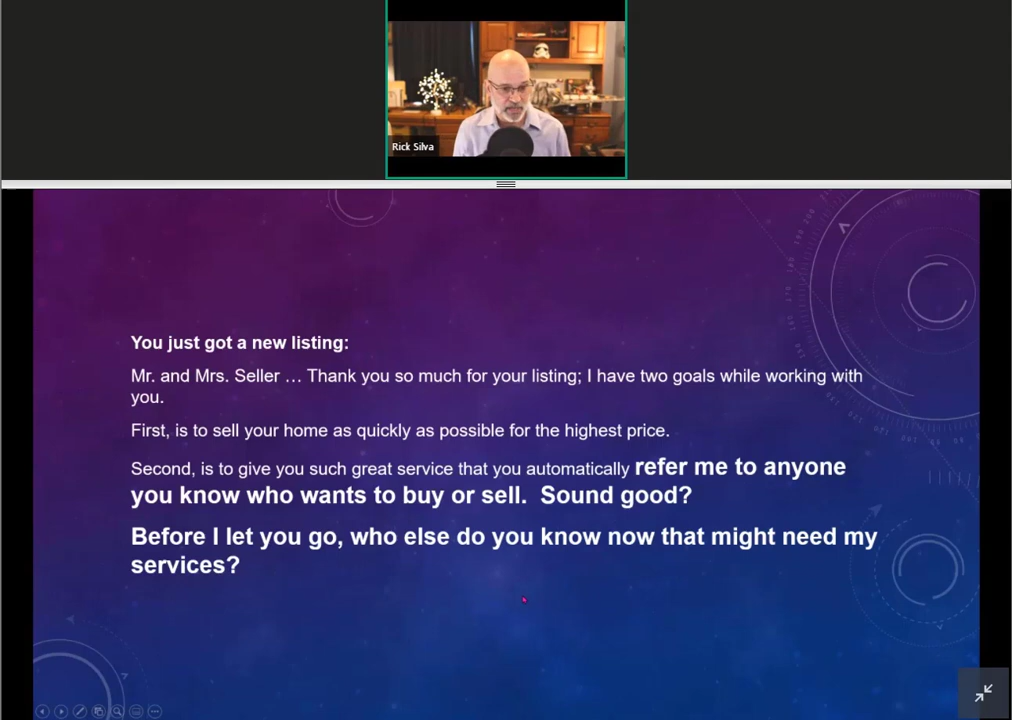 Rick Silva
You just got a new listing:
Mr. and Mrs. Seller … Thank you so much for your listing; I have two goals while working with
you.
First, is to sell your home as quickly as possible for the highest price.
Second, is to give you such great service that you automatically refer me to anyone
you know who wants to buy or sell.  Sound good?
Before I let you go, who else do you know now that might need my
services?